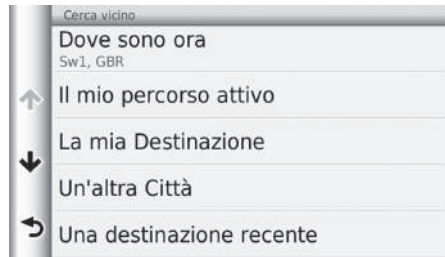 Cerca vicino
Dove sono ora
Sw1, GBR
Il mio percorso attivo
La mia Destinazione
Un'altra Città
Una destinazione recente